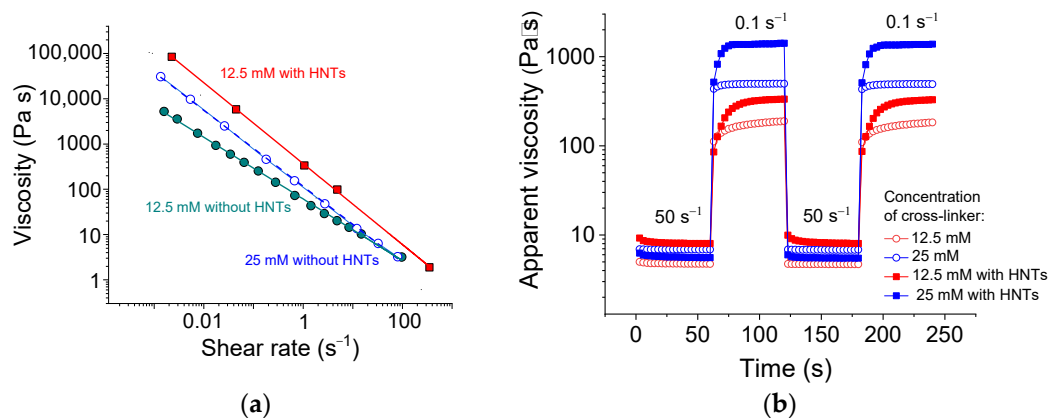 100,000
10,000
1000
100
10
1
Viscosity (Pa s)
12.5 mM with HNTs
12.5 mM without HNTs
25 mM without HNTs
0.01
1
100
Shear rate (s⁻¹)
(a)
1000
100
10
Apparent viscosity (Pa□s)
0.1 s⁻¹
0.1 s⁻¹
50 s⁻¹
50 s⁻¹
Concentration
of cross-linker:
12.5 mM
25 mM
12.5 mM with HNTs
25 mM with HNTs
0
50
100
150
200
250
Time (s)
(b)